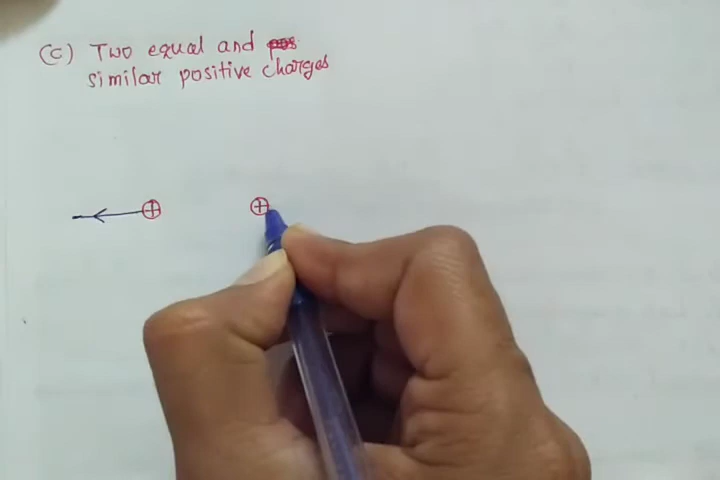 (C) Two equal and
similar positive charges
+ +